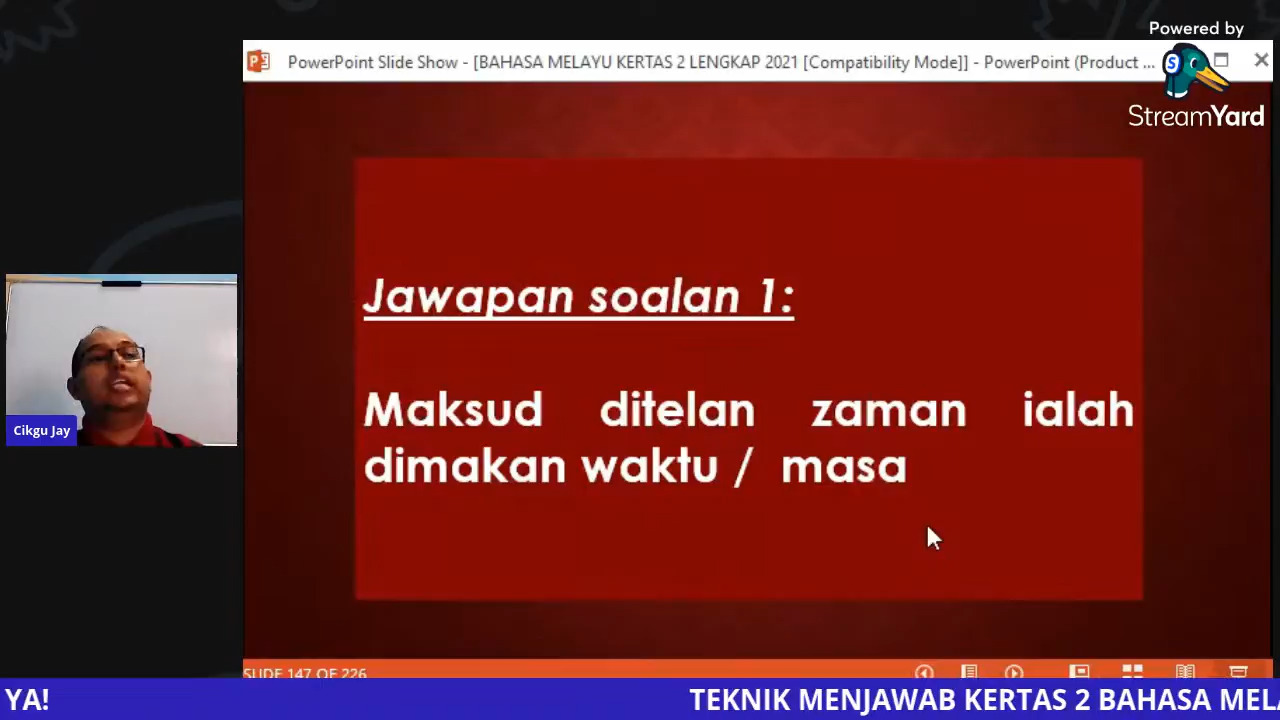 Powered by
PowerPoint Slide Show - [BAHASA MELAYU KERTAS 2 LENGKAP 2021 [Compatibility Mode]] - PowerPoint (Product ...
StreamYard
Jawapan soalan 1:
Maksud ditelan zaman ialah
dimakan waktu / masa
Cikgu Jay
SLIDE 147 OF 226
YA! TEKNIK MENJAWAB KERTAS 2 BAHASA MELA